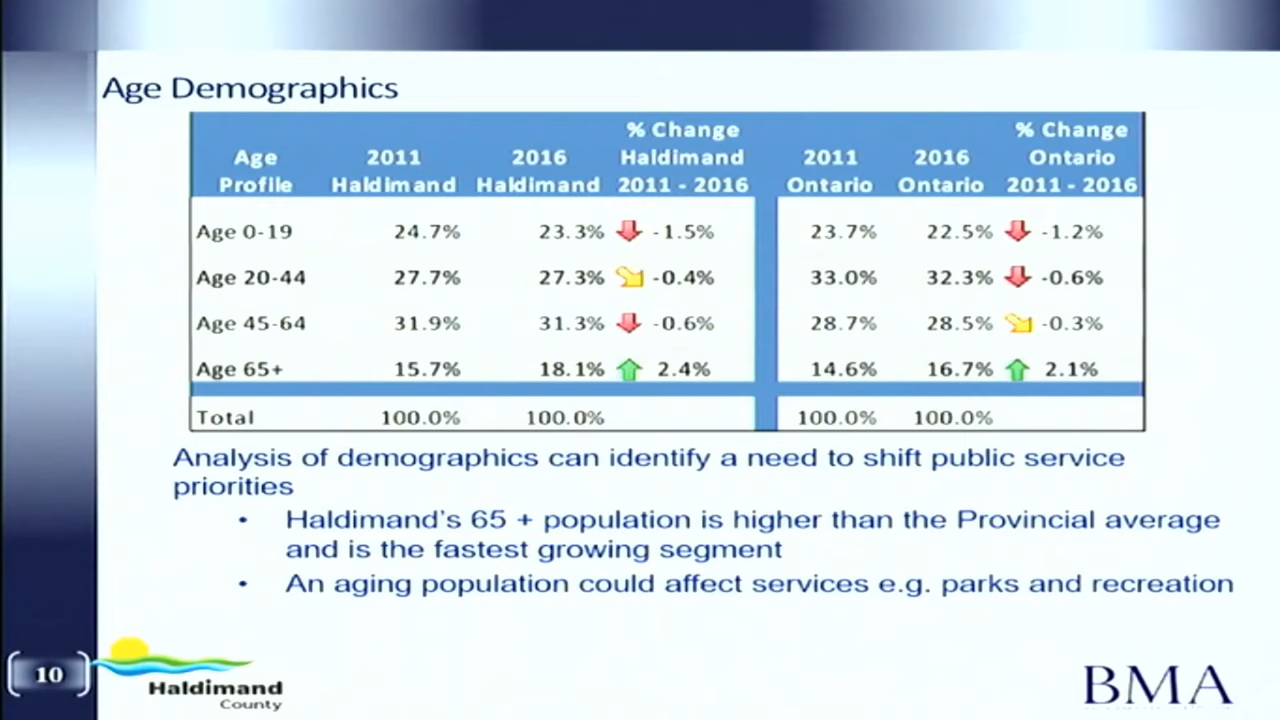 Age Demographics
Age Profile | 2011 Haldimand | 2016 Haldimand | % Change Haldimand 2011 - 2016 | 2011 Ontario | 2016 Ontario | % Change Ontario 2011 - 2016
Age 0-19 24.7% 23.3% -1.5% 23.7% 22.5% -1.2%
Age 20-44 27.7% 27.3% -0.4% 33.0% 32.3% -0.6%
Age 45-64 31.9% 31.3% -0.6% 28.7% 28.5% -0.3%
Age 65+ 15.7% 18.1% 2.4% 14.6% 16.7% 2.1%
Total 100.0% 100.0% 100.0% 100.0%
Analysis of demographics can identify a need to shift public service
priorities
• Haldimand's 65 + population is higher than the Provincial average
and is the fastest growing segment
• An aging population could affect services e.g. parks and recreation
10
Haldimand
County
BMA